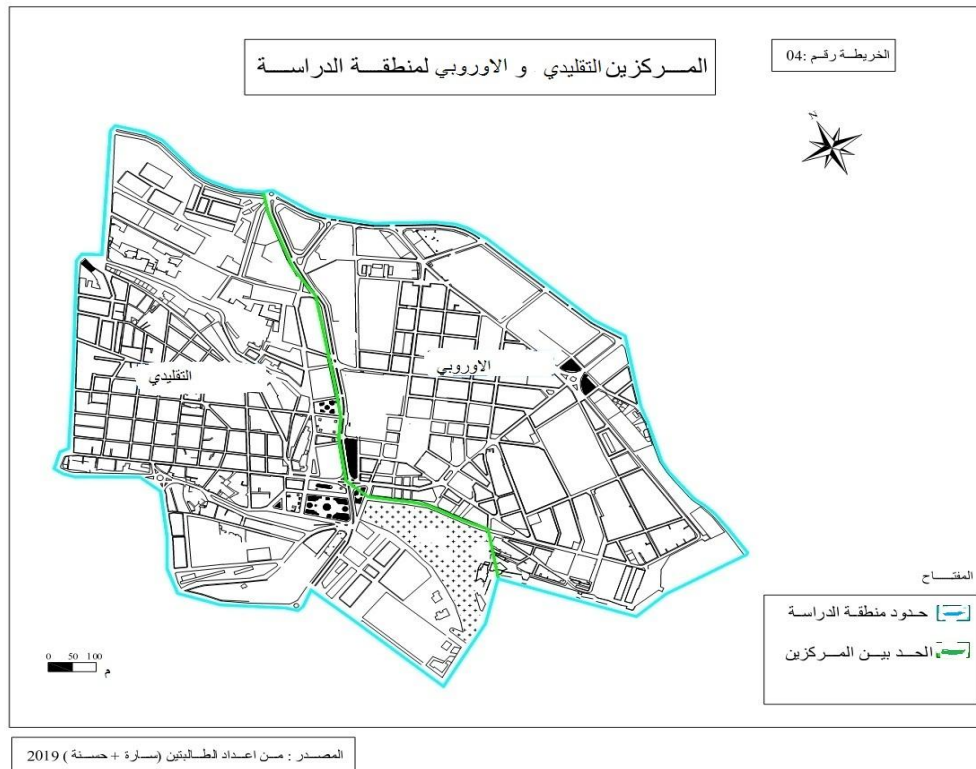 الخريطة رقم :04
المركزين التقليدي و الاوروبي لمنطقة الدراسة
N
الاوروبي
التقليدي
المفتاح
حدود منطقة الدراسة
الحد بين المركزين
0 50 100
م
المصدر : من اعداد الطالبتين (سارة + حسنة ) 2019